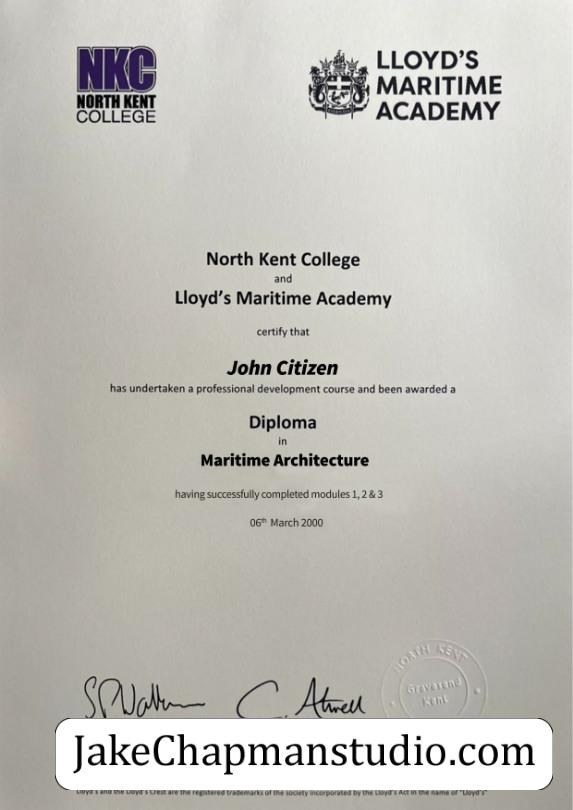 NKC
NORTH KENT
COLLEGE
LLOYD'S
MARITIME
ACADEMY
North Kent College
and
Lloyd's Maritime Academy
certify that
John Citizen
has undertaken a professional development course and been awarded a
Diploma
in
Maritime Architecture
having successfully completed modules 1, 2 & 3
06th March 2000
NORTH KENT
Gravesend
Kent
C. Atwell
JakeChapmanstudio.com
Lloyd's and the Lloyd's Crest are the registered trademarks of the society incorporated by the Lloyd's Act in the name of "Lloyd's"